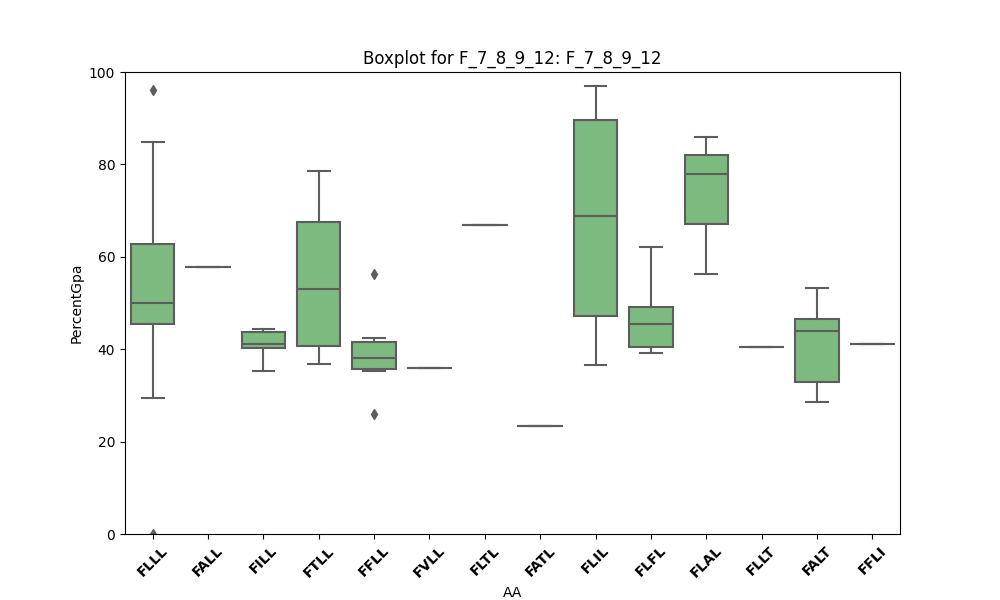 Boxplot for F_7_8_9_12: F_7_8_9_12
PercentGpa
100
80
60
40
20
0
FLLL
FALL
FILL
FTLL
FFLL
FVLL
FLTL
FATL
FLIL
FLFL
FLAL
FLLT
FALT
FFLI
AA